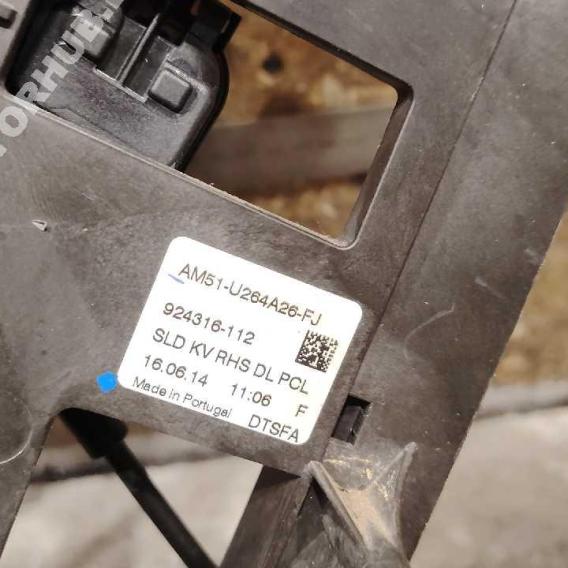 AM51-U264A26-FJ
924316-112
SLD KV RHS DL PCL
16.06.14 11:06 F
Made in Portugal DTSFA